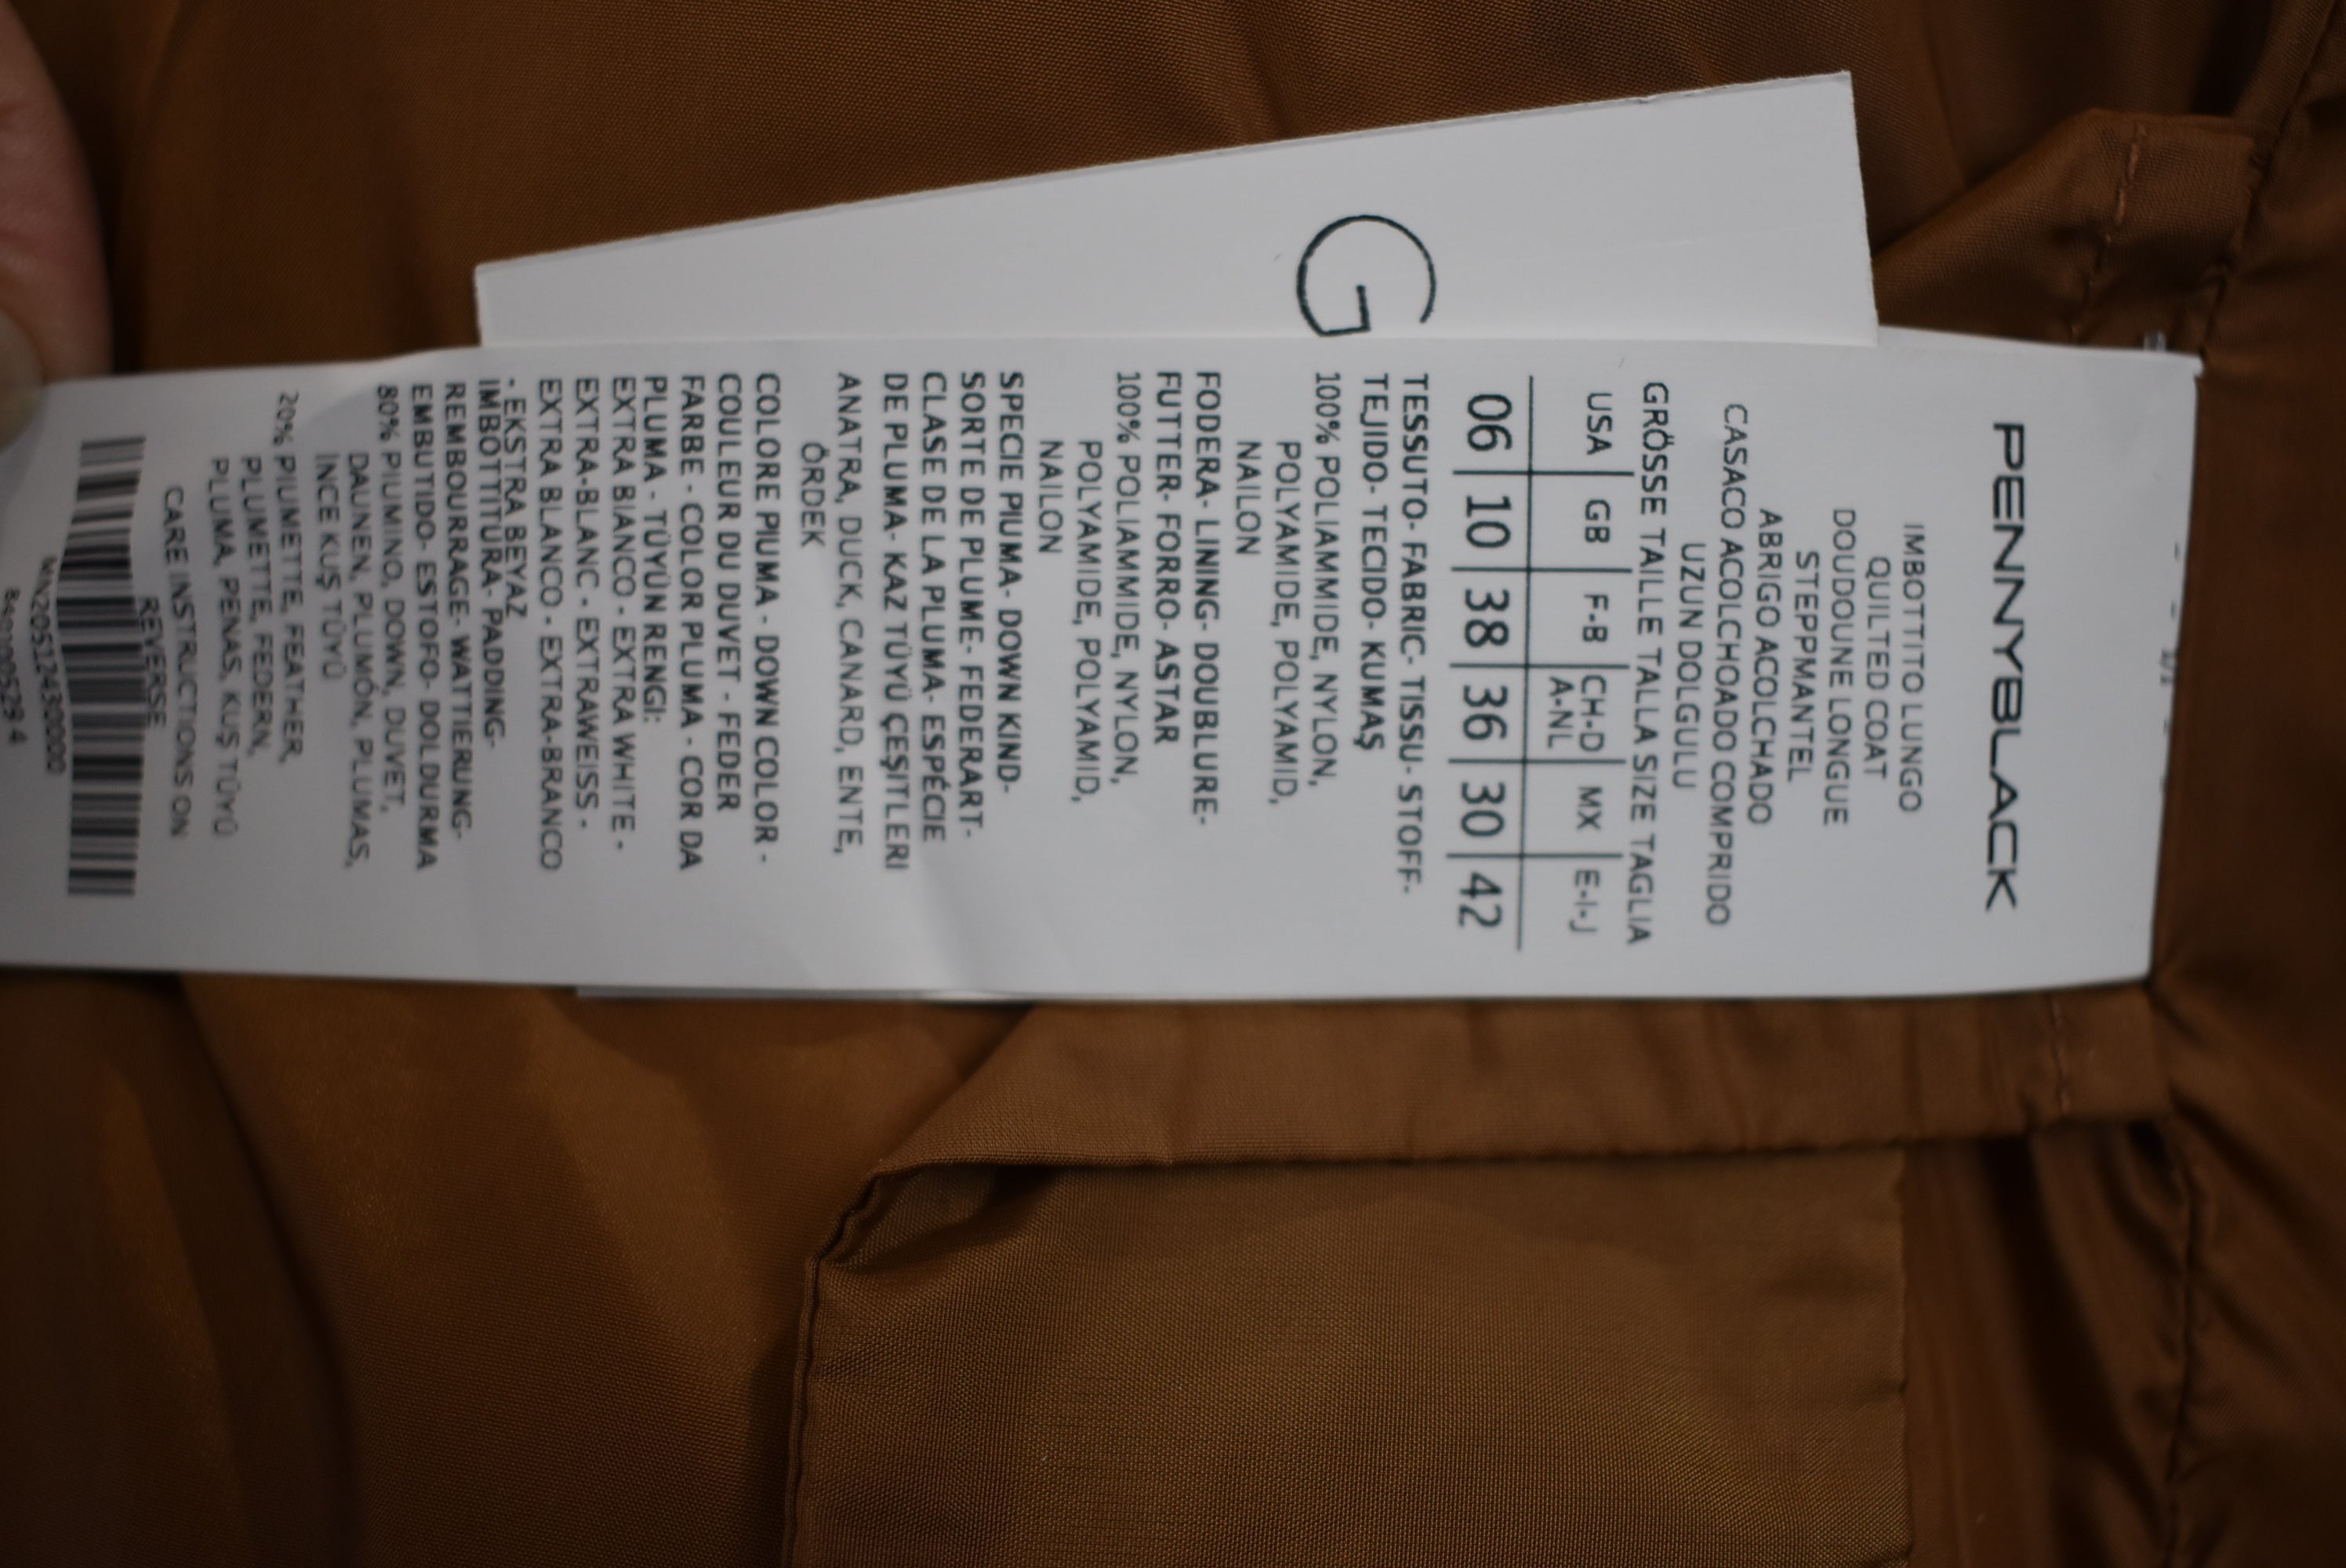 PENNYBLACK
IMBOTTITO LUNGO
QUILTED COAT
DOUDOUNE LONGUE
STEPPMANTEL
ABRIGO ACOLCHADO
CASACO ACOLCHOADO COMPRIDO
UZUN DOLGULU
GRÖSSE TAILLE TALLA SIZE TAGLIA
USA GB F-B CH-D A-NL MX E-I-J
06 10 38 36 30 42
TESSUTO- FABRIC- TISSU- STOFF-
TEJIDO- TECIDO- KUMAŞ
100% POLIAMMIDE, NYLON,
POLYAMIDE, POLYAMID,
NAILON
FODERA- LINING- DOUBLURE-
FUTTER- FORRO- ASTAR
100% POLIAMMIDE, NYLON,
POLYAMIDE, POLYAMID,
NAILON
SPECIE PIUMA- DOWN KIND-
SORTE DE PLUME- FEDERART-
CLASE DE LA PLUMA- ESPÉCIE
DE PLUMA- KAZ TÜYÜ ÇEŞITLERI
ANATRA, DUCK, CANARD, ENTE,
ÖRDEK
COLORE PIUMA - DOWN COLOR -
COULEUR DU DUVET - FEDER
FARBE - COLOR PLUMA - COR DA
PLUMA - TÜYÜN RENGI:
EXTRA BIANCO - EXTRA WHITE -
EXTRA-BLANC - EXTRAWEISS -
EXTRA BLANCO - EXTRA-BRANCO
- EKSTRA BEYAZ
IMBOTTITURA- PADDING-
REMBOURRAGE- WATTIERUNG-
EMBUTIDO- ESTOFO- DOLDURMA
80% PIUMINO, DOWN, DUVET,
DAUNEN, PLUMÓN, PLUMAS,
INCE KUŞ TÜYÜ
20% PIUMETTE, FEATHER,
PLUMETTE, FEDERN,
PLUMA, PENAS, KUŞ TÜYÜ
CARE INSTRUCTIONS ON
REVERSE
G